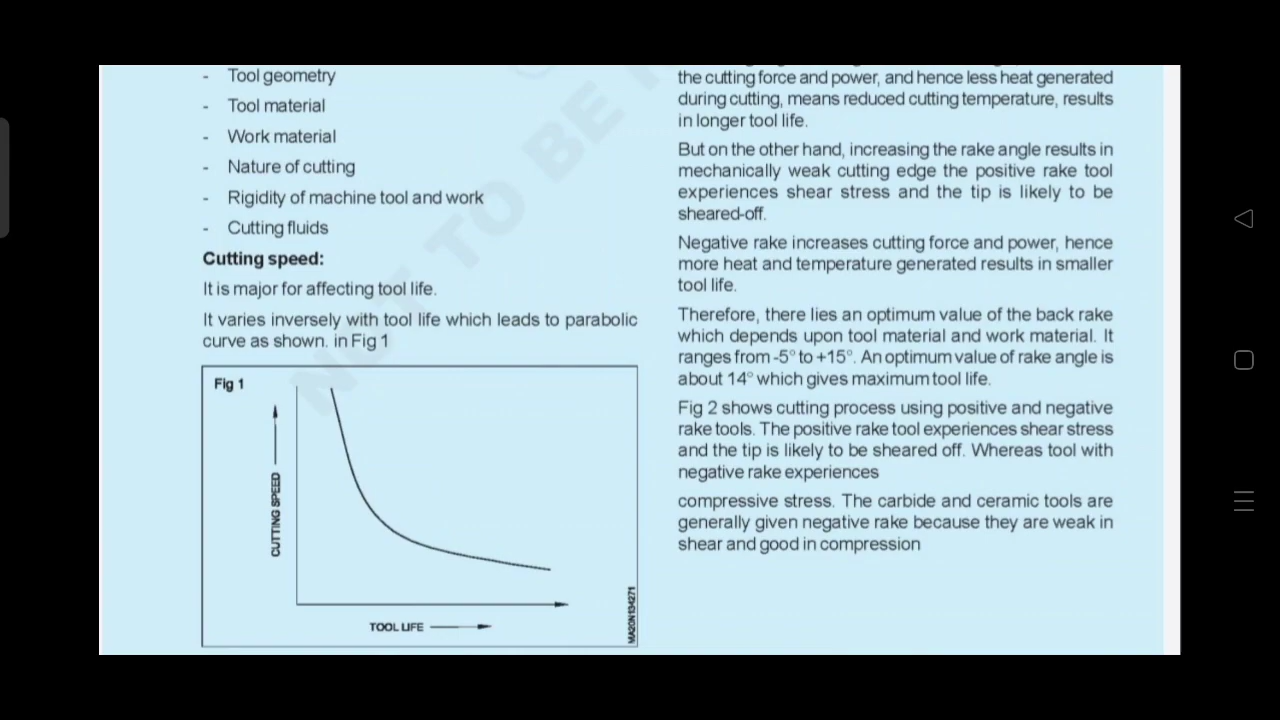 - Tool geometry
- Tool material
- Work material
- Nature of cutting
- Rigidity of machine tool and work
- Cutting fluids
Cutting speed:
It is major for affecting tool life.
It varies inversely with tool life which leads to parabolic
curve as shown. in Fig 1
Fig 1
CUTTING SPEED
TOOL LIFE
MA20N134271
the cutting force and power, and hence less heat generated
during cutting, means reduced cutting temperature, results
in longer tool life.
But on the other hand, increasing the rake angle results in
mechanically weak cutting edge the positive rake tool
experiences shear stress and the tip is likely to be
sheared-off.
Negative rake increases cutting force and power, hence
more heat and temperature generated results in smaller
tool life.
Therefore, there lies an optimum value of the back rake
which depends upon tool material and work material. It
ranges from -5° to +15°. An optimum value of rake angle is
about 14° which gives maximum tool life.
Fig 2 shows cutting process using positive and negative
rake tools. The positive rake tool experiences shear stress
and the tip is likely to be sheared off. Whereas tool with
negative rake experiences
compressive stress. The carbide and ceramic tools are
generally given negative rake because they are weak in
shear and good in compression
NOT TO BE